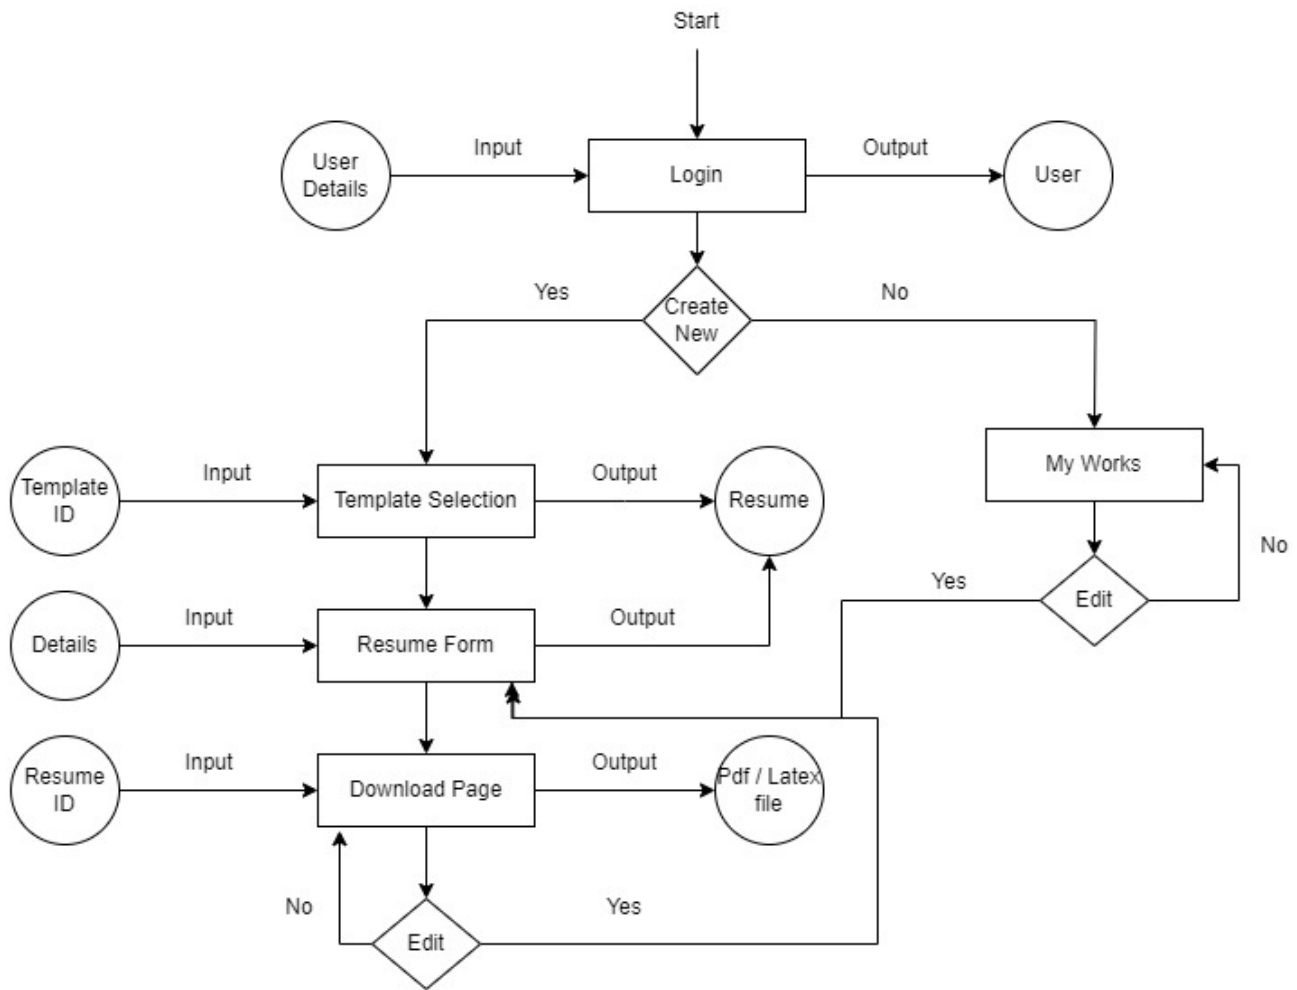 Start
User
Details
Input
Login
Output
User
Yes
Create
New
No
My Works
Template
ID
Input
Template Selection
Output
Resume
No
Yes
Edit
Details
Input
Resume Form
Output
Resume
ID
Input
Download Page
Output
Pdf / Latex
file
No
Edit
Yes